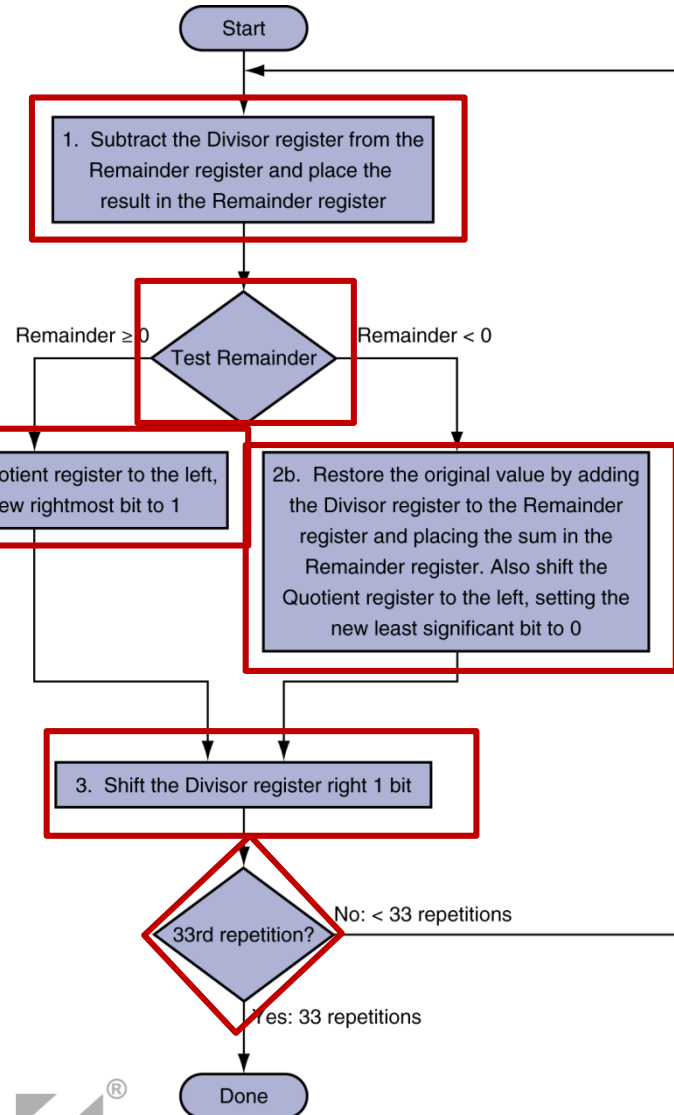 Start
1. Subtract the Divisor register from the
Remainder register and place the
result in the Remainder register
Remainder ≥ 0
Test Remainder
Remainder < 0
register to the left,
rightmost bit to 1
2b. Restore the original value by adding
the Divisor register to the Remainder
register and placing the sum in the
Remainder register. Also shift the
Quotient register to the left, setting the
new least significant bit to 0
3. Shift the Divisor register right 1 bit
33rd repetition?
No: < 33 repetitions
Yes: 33 repetitions
Done
®